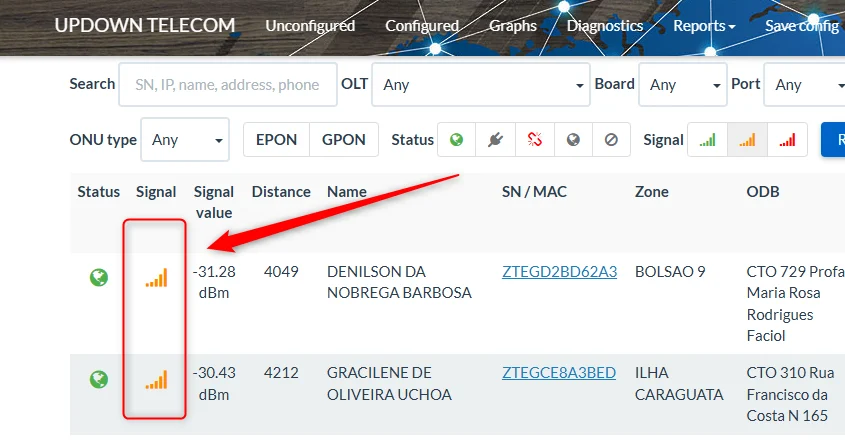 UPDOWN TELECOM Unconfigured Configured Graphs Diagnostics Reports Save config
Search SN, IP, name, address, phone OLT Any Board Any Port Any
ONU type Any EPON GPON Status Signal
Status Signal Signal value Distance Name SN / MAC Zone ODB
-31.28 dBm 4049 DENILSON DA NOBREGA BARBOSA ZTEGD2BD62A3 BOLSAO 9 CTO 729 Profa Maria Rosa Rodrigues Faciol
-30.43 dBm 4212 GRACILENE DE OLIVEIRA UCHOA ZTEGCE8A3BED ILHA CARAGUATA CTO 310 Rua Francisco da Costa N 165